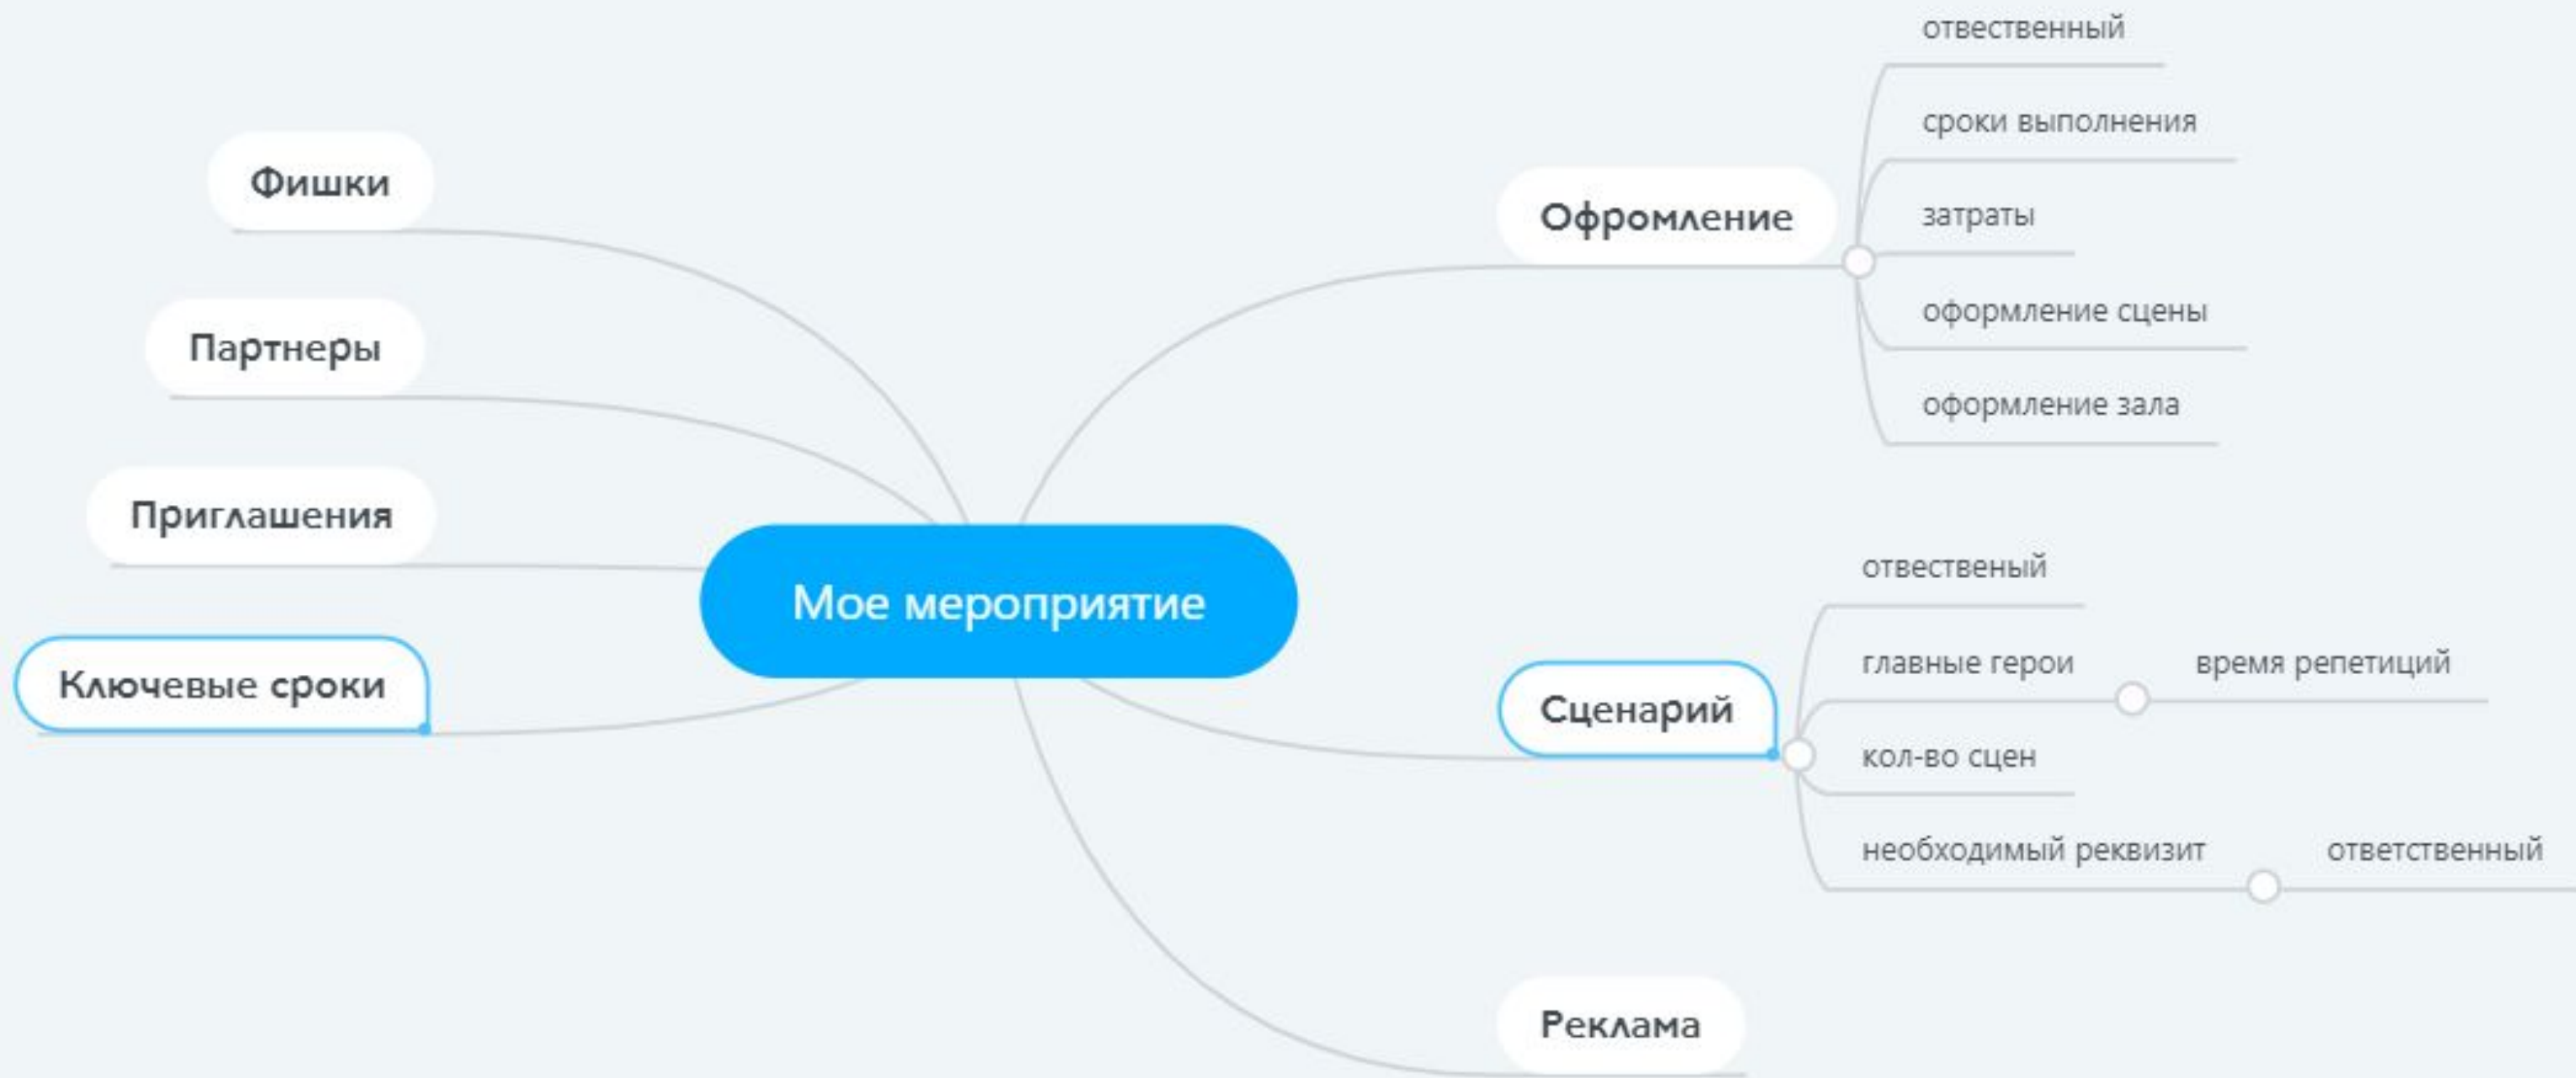 Мое мероприятие
Фишки
Партнеры
Приглашения
Ключевые сроки
Офромление
отвественный
сроки выполнения
затраты
оформление сцены
оформление зала
Сценарий
отвественый
главные герои
время репетиций
кол-во сцен
необходимый реквизит
ответственный
Реклама